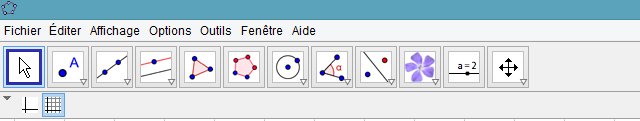 Fichier Éditer Affichage Options Outils Fenêtre Aide
A α a = 2